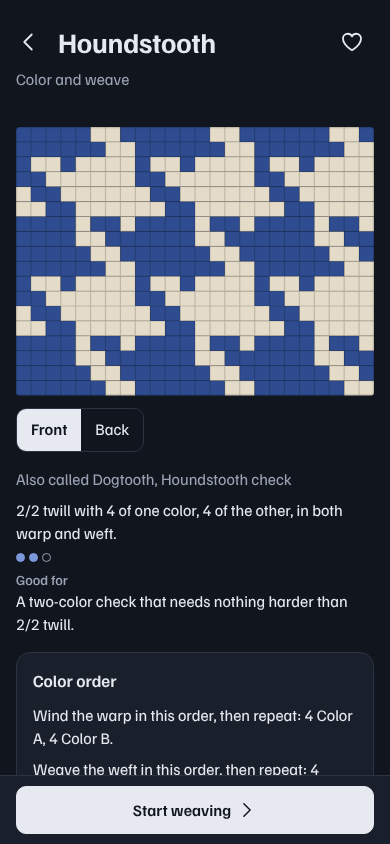 Houndstooth
Color and weave
Front
Back
Also called Dogtooth, Houndstooth check
2/2 twill with 4 of one color, 4 of the other, in both
warp and weft.
Good for
A two-color check that needs nothing harder than
2/2 twill.
Color order
Wind the warp in this order, then repeat: 4 Color
A, 4 Color B.
Weave the weft in this order, then repeat: 4
Start weaving